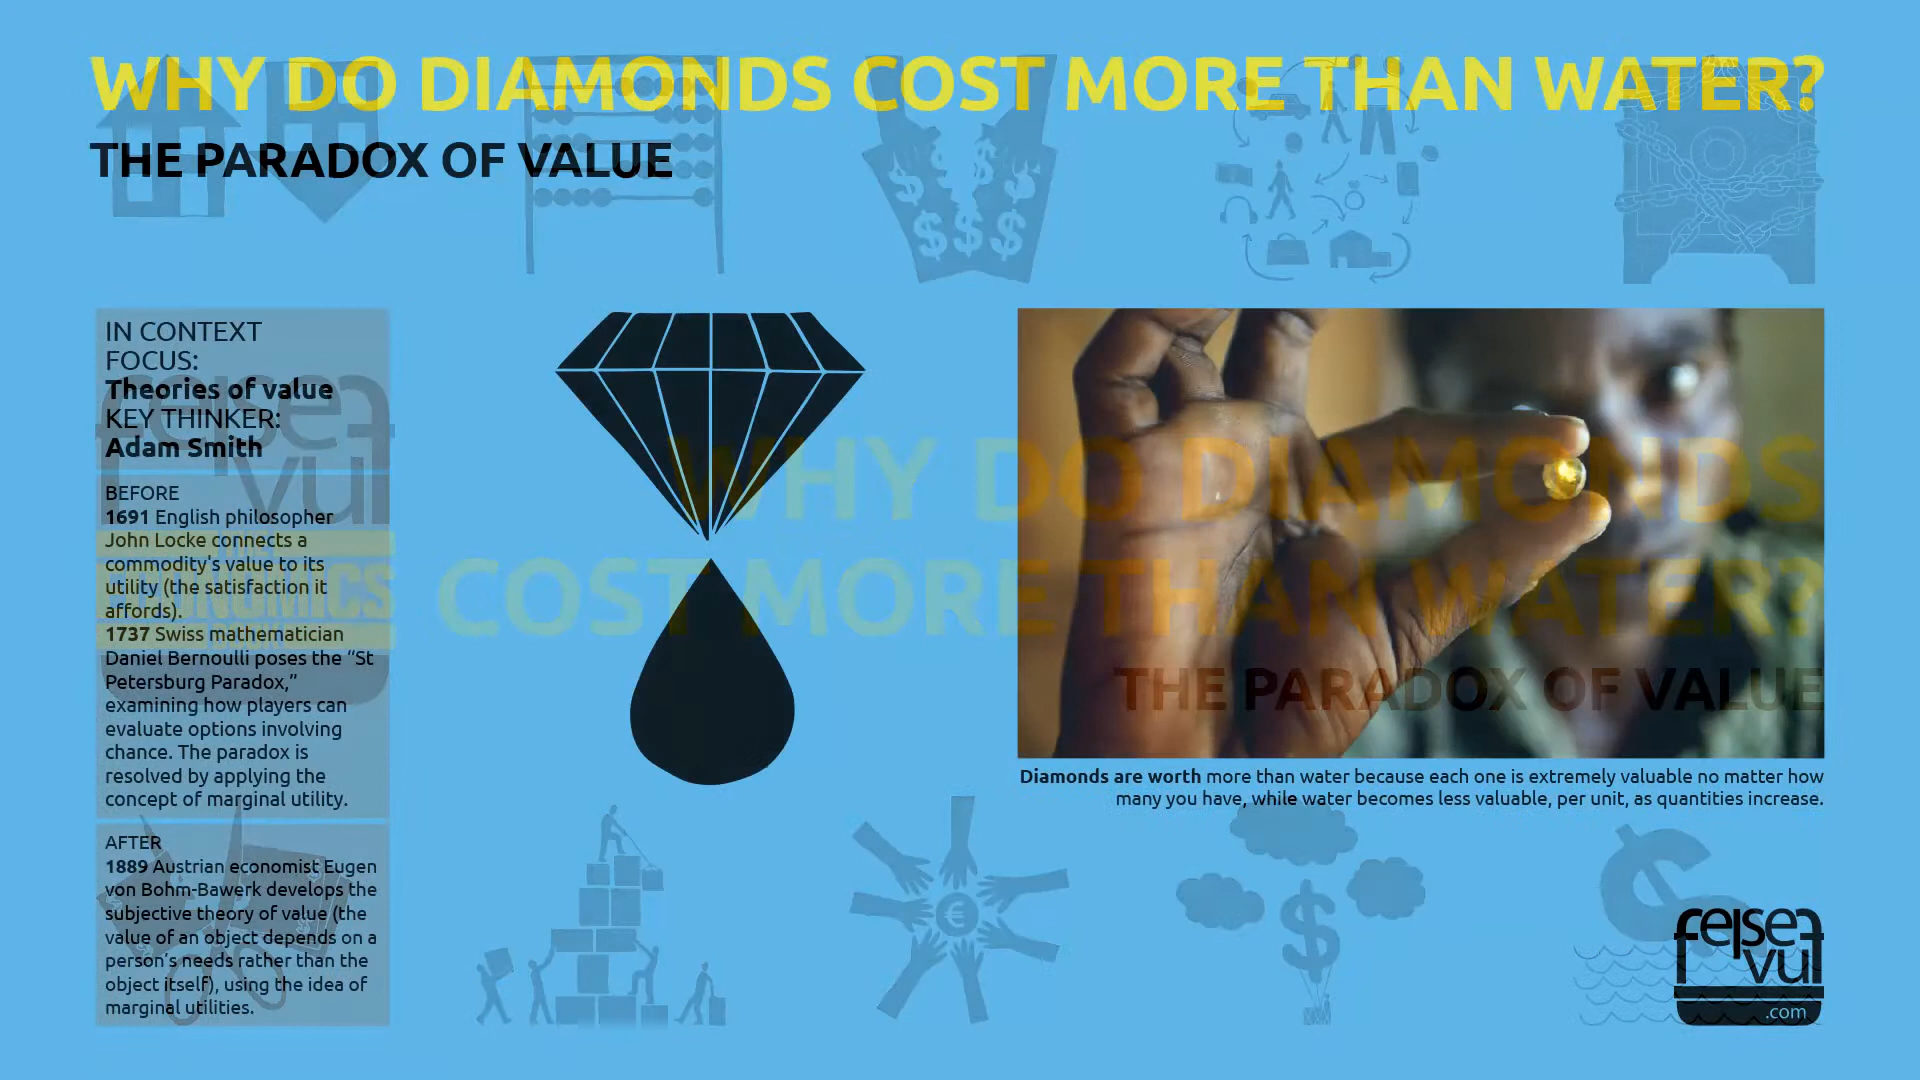 WHY DO DIAMONDS COST MORE THAN WATER?
THE PARADOX OF VALUE
IN CONTEXT
FOCUS:
Theories of value
KEY THINKER:
Adam Smith
BEFORE
1691 English philosopher
John Locke connects a
commodity's value to its
utility (the satisfaction it
affords).
1737 Swiss mathematician
Daniel Bernoulli poses the “St
Petersburg Paradox,”
examining how players can
evaluate options involving
chance. The paradox is
resolved by applying the
concept of marginal utility.
AFTER
1889 Austrian economist Eugen
von Bohm-Bawerk develops the
subjective theory of value (the
value of an object depends on a
person's needs rather than the
object itself), using the idea of
marginal utilities.
WHY DO DIAMONDS
COST MORE THAN WATER?
THE PARADOX OF VALUE
Diamonds are worth more than water because each one is extremely valuable no matter how
many you have, while water becomes less valuable, per unit, as quantities increase.
felsef
vul
.com